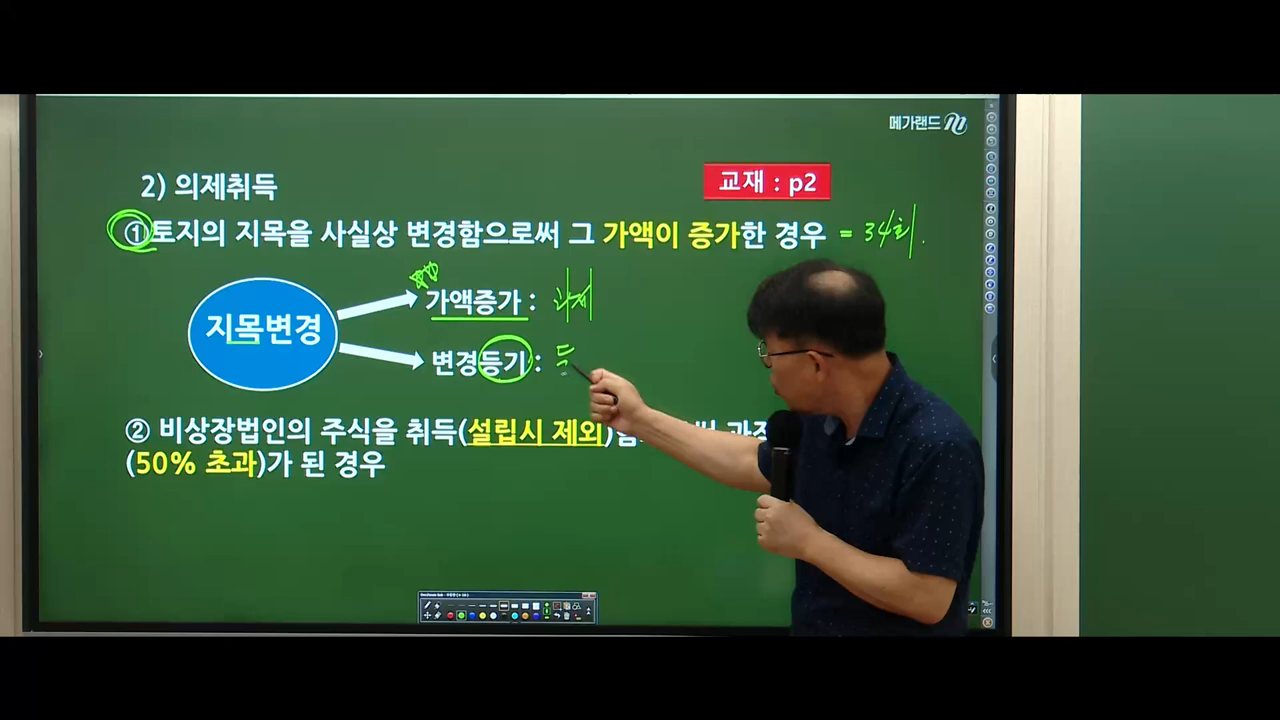 메가랜드
2) 의제취득
교재 : p2
① 토지의 지목을 사실상 변경함으로써 그 가액이 증가한 경우 = 34회.
지목변경
가액증가 : 과세
변경등기 :
② 비상장법인의 주식을 취득(설립시 제외)함
(50% 초과)가 된 경우